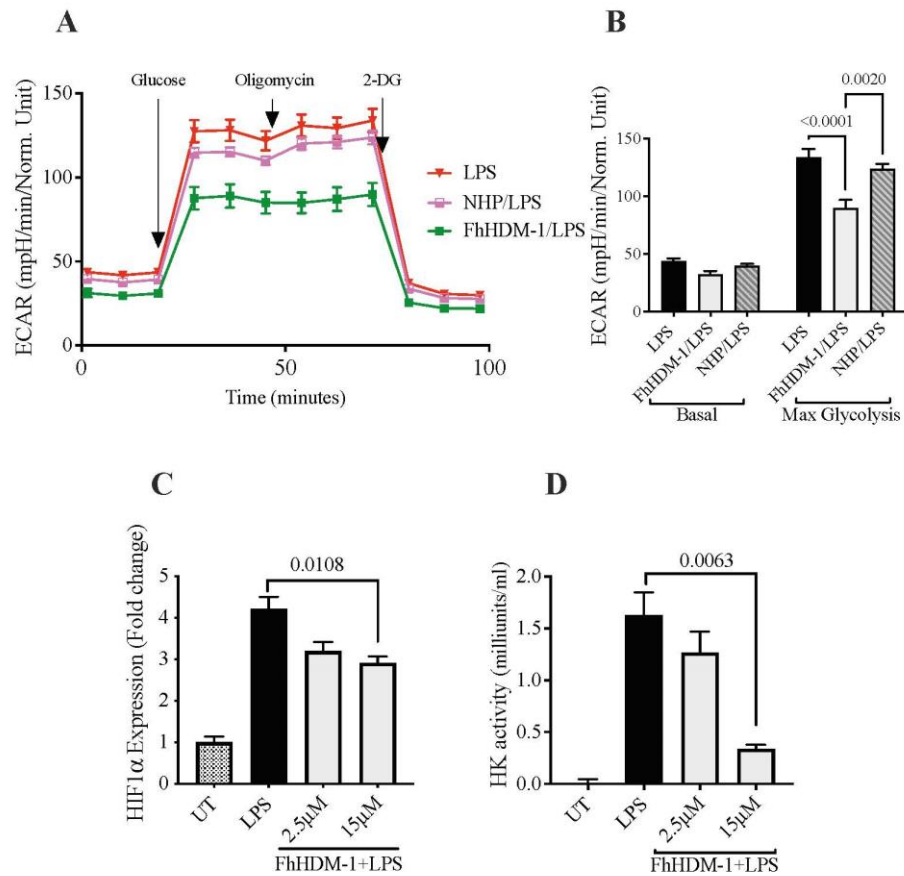 A
Glucose
Oligomycin
2-DG
ECAR (mpH/min/Norm. Unit)
150
100
50
0
0
50
100
Time (minutes)
LPS
NHP/LPS
FhHDM-1/LPS
B
ECAR (mpH/min/Norm. Unit)
0.0020
<0.0001
150
100
50
0
LPS
FhHDM-1/LPS
NHP/LPS
LPS
FhHDM-1/LPS
NHP/LPS
Basal
Max Glycolysis
C
HIF1α Expression (Fold change)
0.0108
5
4
3
2
1
0
UT
LPS
2.5μM
15μM
FhHDM-1+LPS
D
HK activity (milliunits/ml)
0.0063
2.0
1.5
1.0
0.5
0.0
UT
LPS
2.5μM
15μM
FhHDM-1+LPS